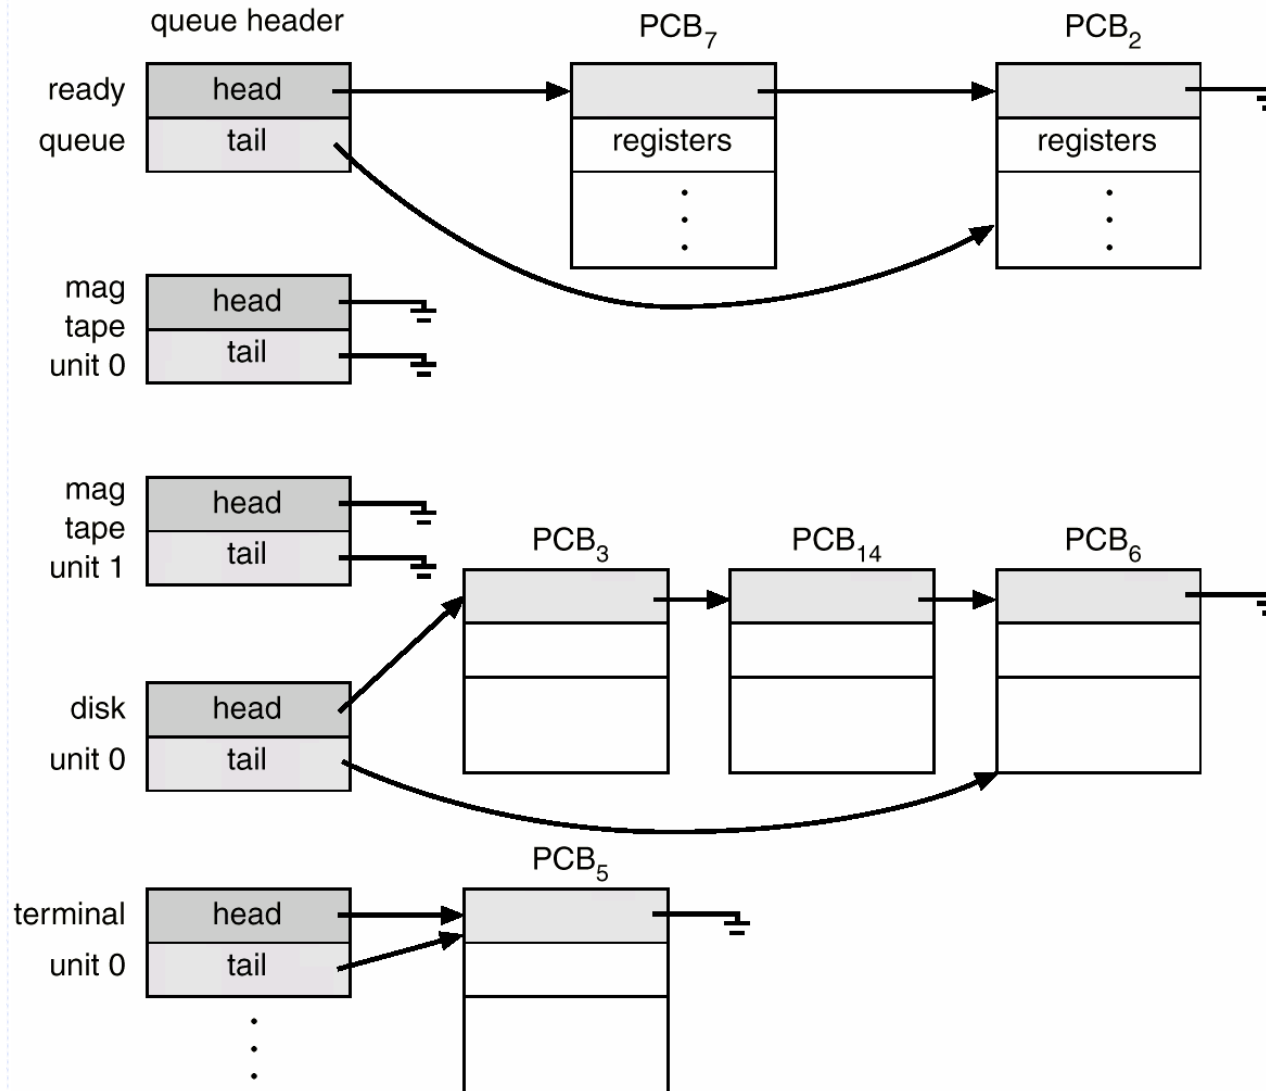 queue header
PCB7
PCB2
ready
head
queue
tail
registers
registers
mag
head
tape
tail
unit 0
mag
head
tape
tail
unit 1
PCB3
PCB14
PCB6
disk
head
unit 0
tail
PCB5
terminal
head
unit 0
tail